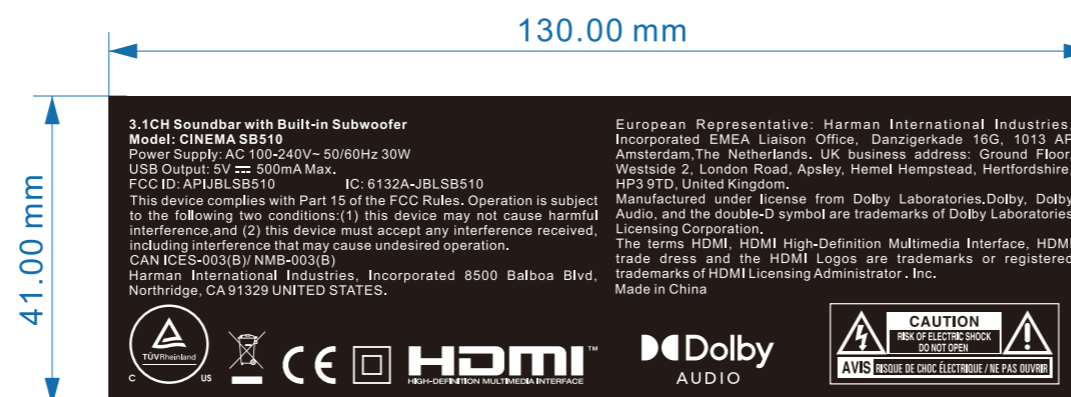 130.00 mm
41.00 mm
3.1CH Soundbar with Built-in Subwoofer
Model: CINEMA SB510
Power Supply: AC 100-240V~ 50/60Hz 30W
USB Output: 5V ⎓ 500mA Max.
FCC ID: APIJBLSB510 IC: 6132A-JBLSB510
This device complies with Part 15 of the FCC Rules. Operation is subject
to the following two conditions:(1) this device may not cause harmful
interference,and (2) this device must accept any interference received,
including interference that may cause undesired operation.
CAN ICES-003(B)/ NMB-003(B)
Harman International Industries, Incorporated 8500 Balboa Blvd,
Northridge, CA 91329 UNITED STATES.
European Representative: Harman International Industries,
Incorporated EMEA Liaison Office, Danzigerkade 16G, 1013 AP
Amsterdam,The Netherlands. UK business address: Ground Floor,
Westside 2, London Road, Apsley, Hemel Hempstead, Hertfordshire,
HP3 9TD, United Kingdom.
Manufactured under license from Dolby Laboratories.Dolby, Dolby
Audio, and the double-D symbol are trademarks of Dolby Laboratories
Licensing Corporation.
The terms HDMI, HDMI High-Definition Multimedia Interface, HDMI
trade dress and the HDMI Logos are trademarks or registered
trademarks of HDMI Licensing Administrator . Inc.
Made in China
TÜVRheinland
C US
CE
HDMI™
HIGH-DEFINITION MULTIMEDIA INTERFACE
Dolby
AUDIO
CAUTION
RISK OF ELECTRIC SHOCK
DO NOT OPEN
AVIS RISQUE DE CHOC ÉLECTRIQUE / NE PAS OUVRIR